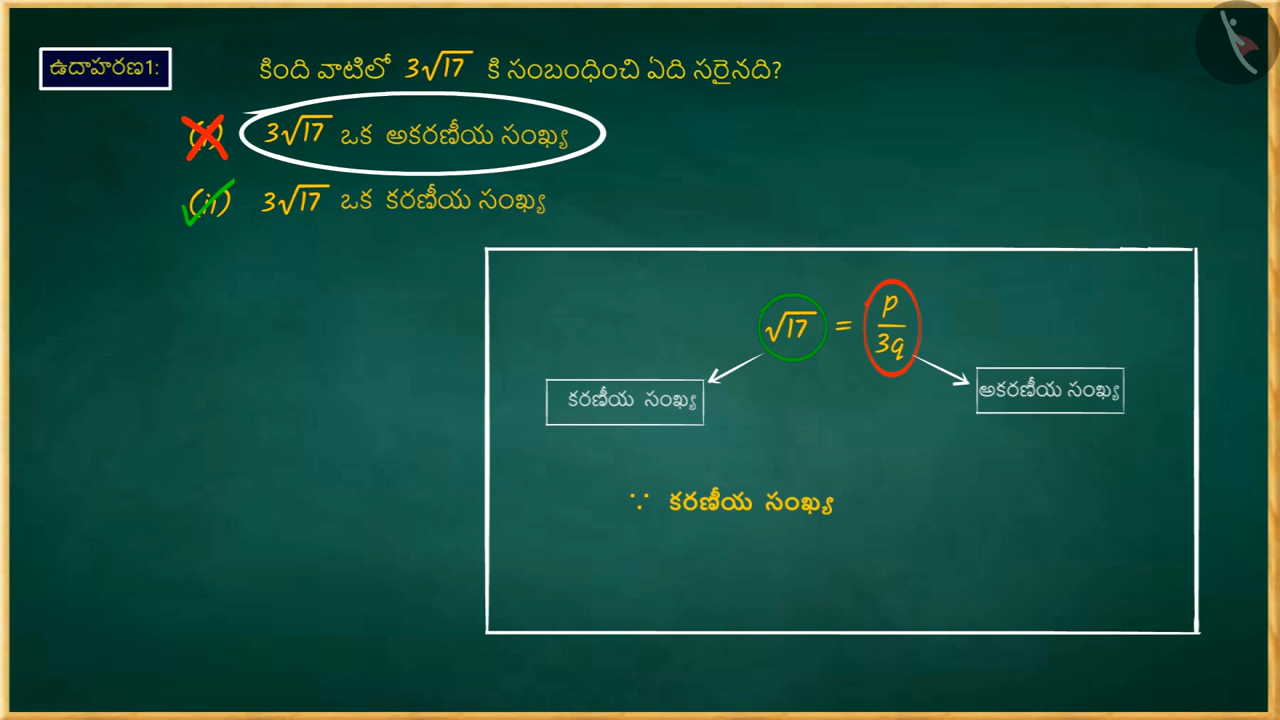 ఉదాహరణ1:
కింది వాటిలో 3√17 కి సంబంధించి ఏది సరైనది?
(i) 3√17 ఒక అకరణీయ సంఖ్య
(ii) 3√17 ఒక కరణీయ సంఖ్య
√17 = p/3q
కరణీయ సంఖ్య
అకరణీయ సంఖ్య
∵ కరణీయ సంఖ్య